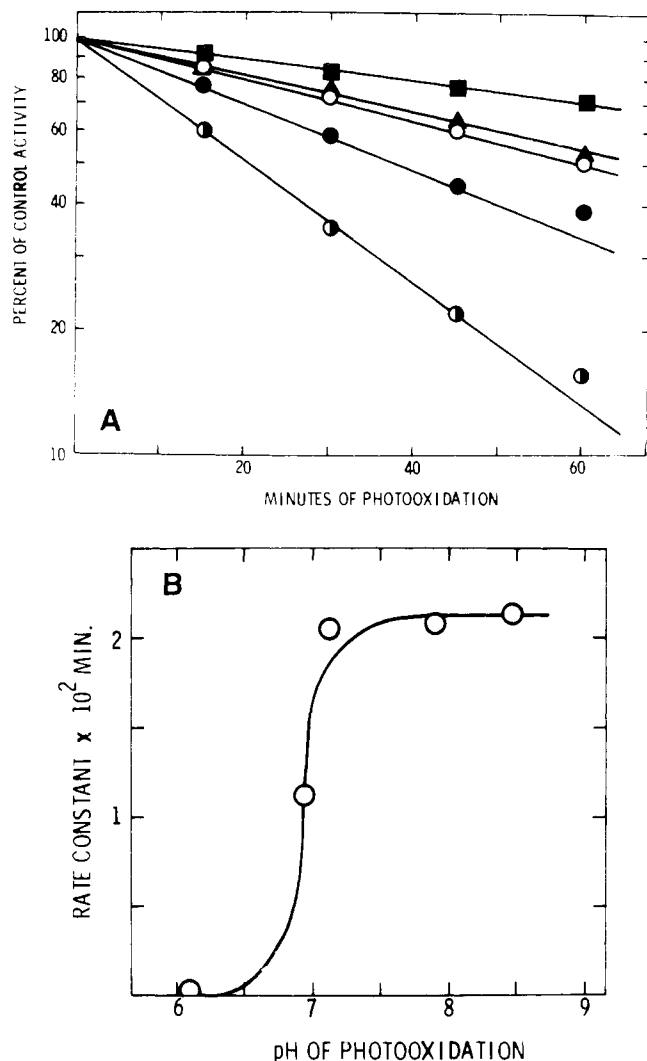 100
80
60
40
20
10
PERCENT OF CONTROL ACTIVITY
A
20
40
60
MINUTES OF PHOTOOXIDATION
B
2
1
RATE CONSTANT x 10² MIN.
6
7
8
9
pH OF PHOTOOXIDATION